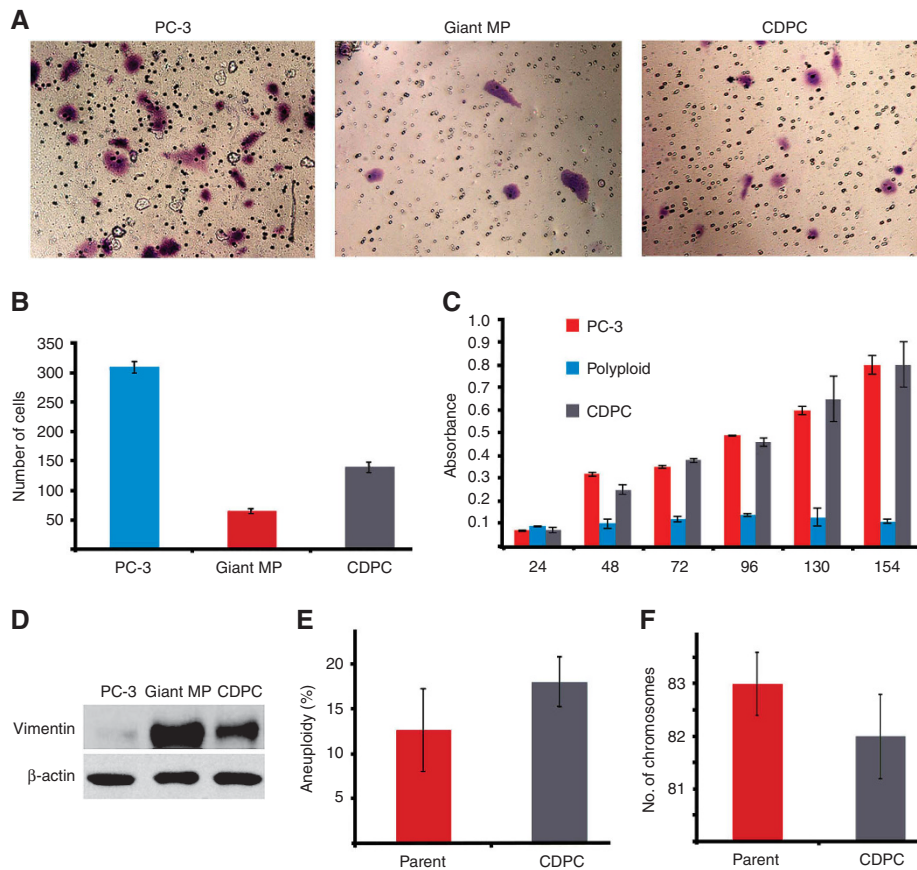 A
PC-3
Giant MP
CDPC
B
Number of cells
350
300
250
200
150
100
50
PC-3
Giant MP
CDPC
C
Absorbance
1.0
0.9
0.8
0.6
0.5
0.4
0.3
0.2
0.1
PC-3
Polyploid
CDPC
24
48
72
96
130
154
D
PC-3 Giant MP CDPC
Vimentin
β-actin
E
Aneuploidy (%)
20
15
10
5
Parent
CDPC
F
No. of chromosomes
83
82
81
80
Parent
CDPC